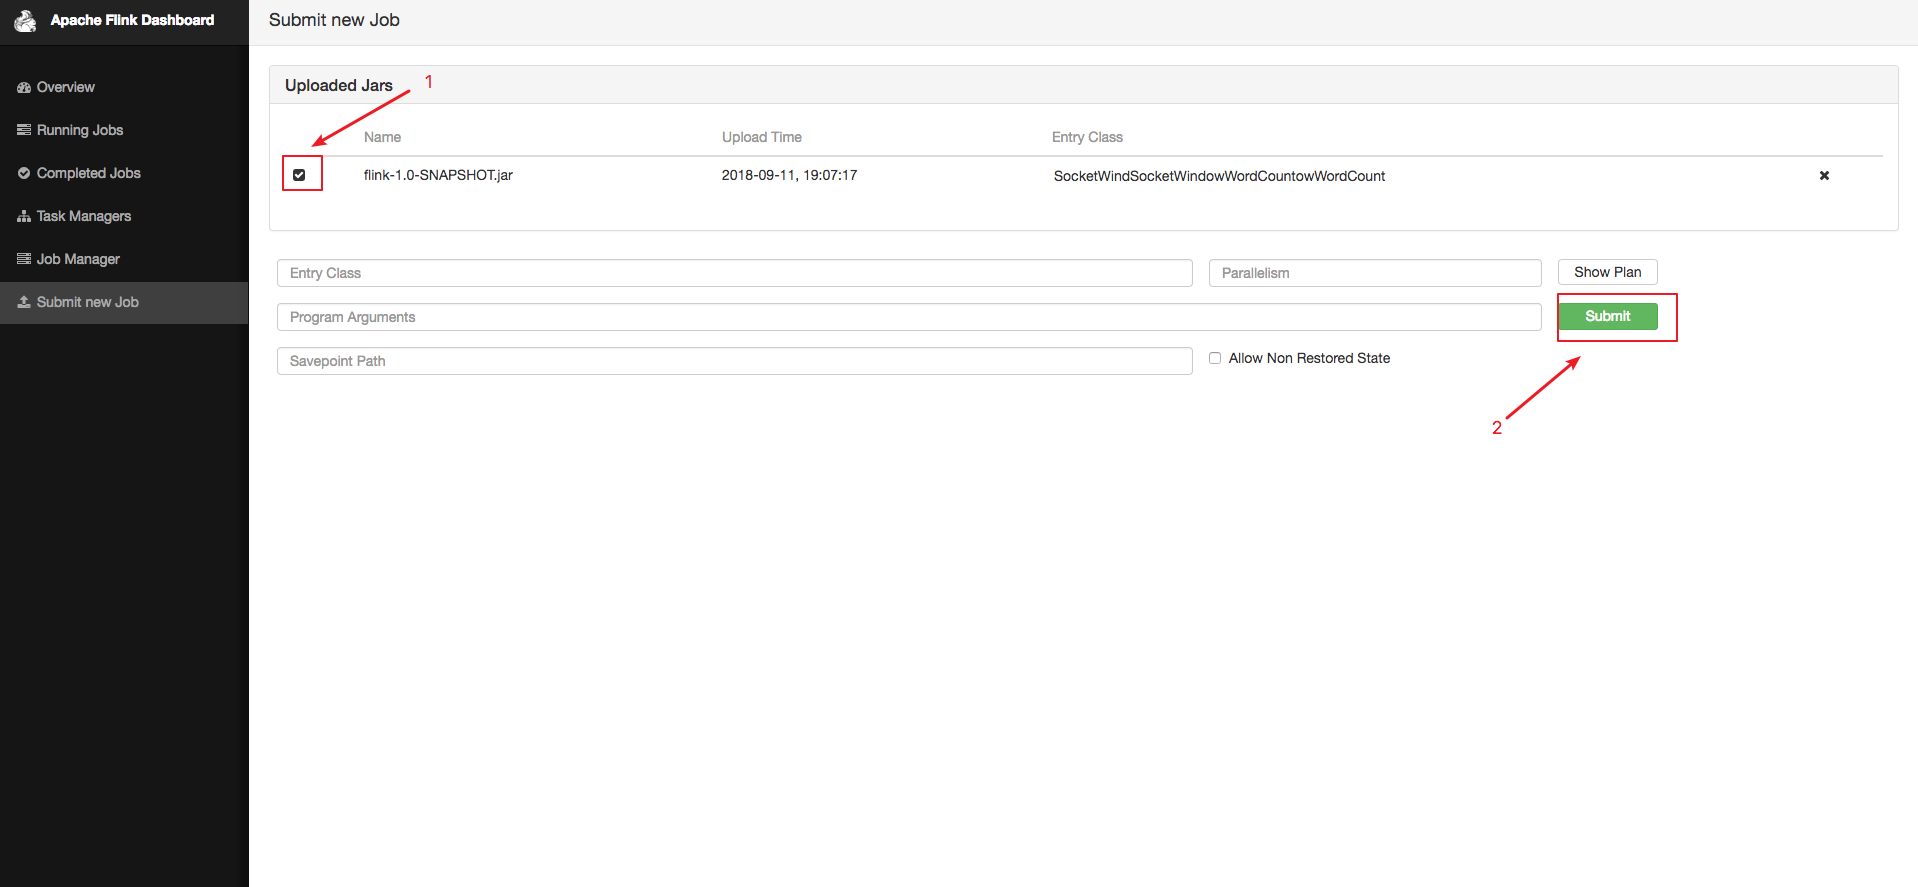 Apache Flink Dashboard
Submit new Job
Overview
Running Jobs
Completed Jobs
Task Managers
Job Manager
Submit new Job
Uploaded Jars
1
Name Upload Time Entry Class
flink-1.0-SNAPSHOT.jar 2018-09-11, 19:07:17 SocketWindSocketWindowWordCountowWordCount
Entry Class Parallelism Show Plan
Program Arguments Submit
Savepoint Path Allow Non Restored State
2